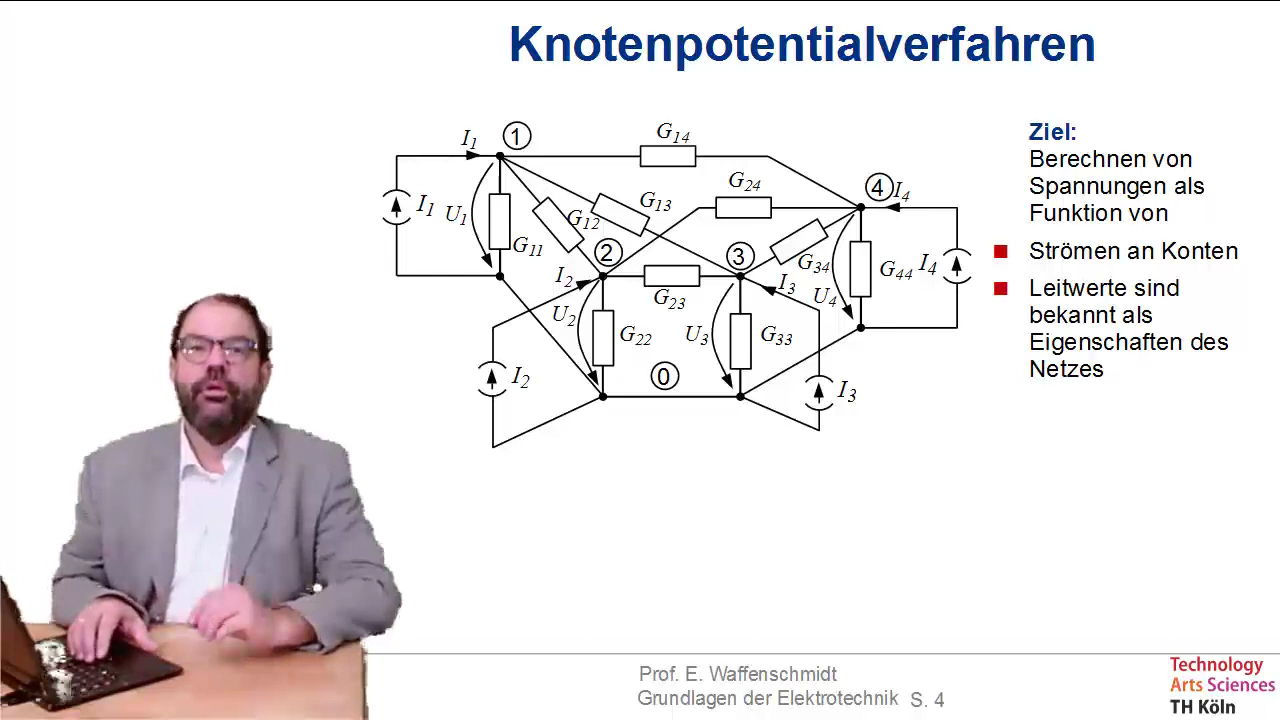 Knotenpotentialverfahren
I1
1
G14
I1
U1
G11
G12
G13
G24
4
I4
2
3
I2
G23
G34
I3
G44
I4
U2
G22
U3
G33
U4
I2
0
I3
Ziel:
Berechnen von
Spannungen als
Funktion von
Strömen an Konten
Leitwerte sind
bekannt als
Eigenschaften des
Netzes
Prof. E. Waffenschmidt
Grundlagen der Elektrotechnik S. 4
Technology
Arts Sciences
TH Köln